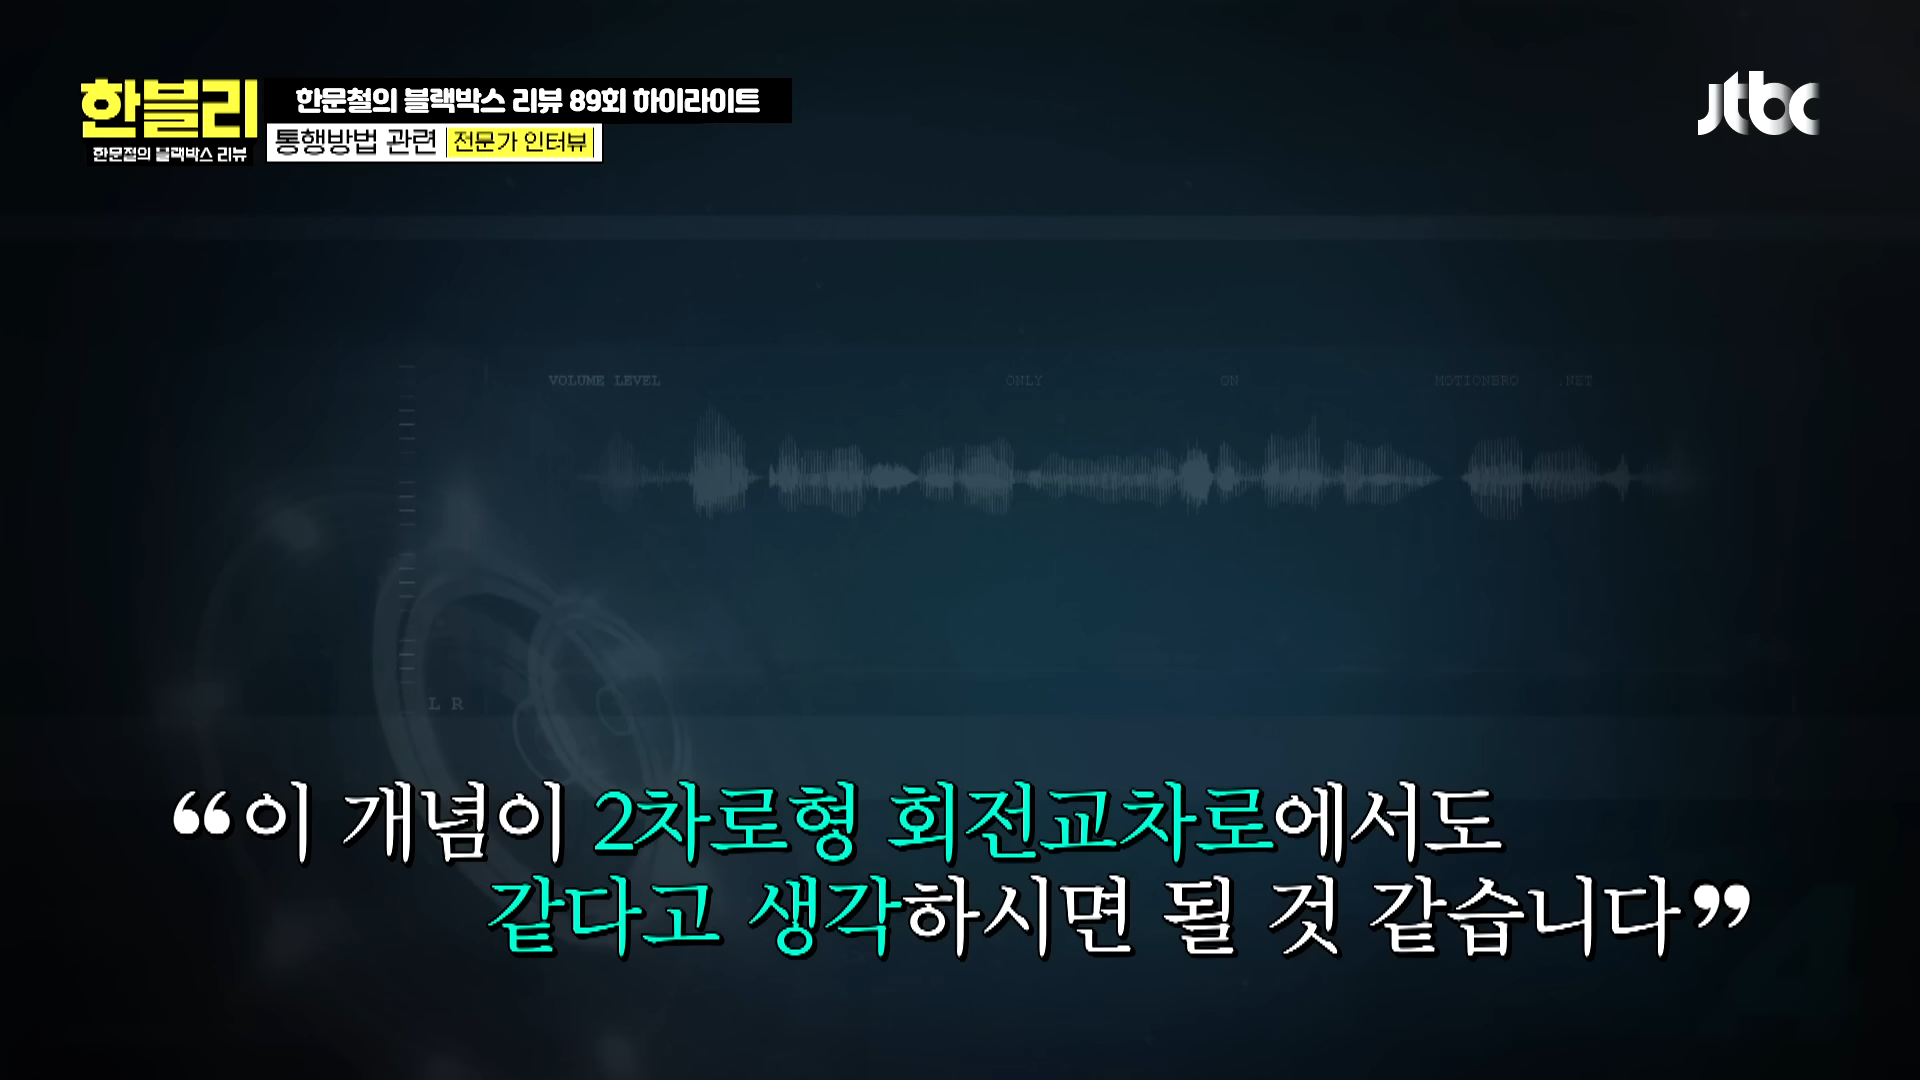 한블리
한문철의 블랙박스 리뷰
한문철의 블랙박스 리뷰 89회 하이라이트
통행방법 관련 전문가 인터뷰
jtbc
VOLUME LEVEL ONLY ON MOTIONBRO .NET
L R
“이 개념이 2차로형 회전교차로에서도
같다고 생각하시면 될 것 같습니다”